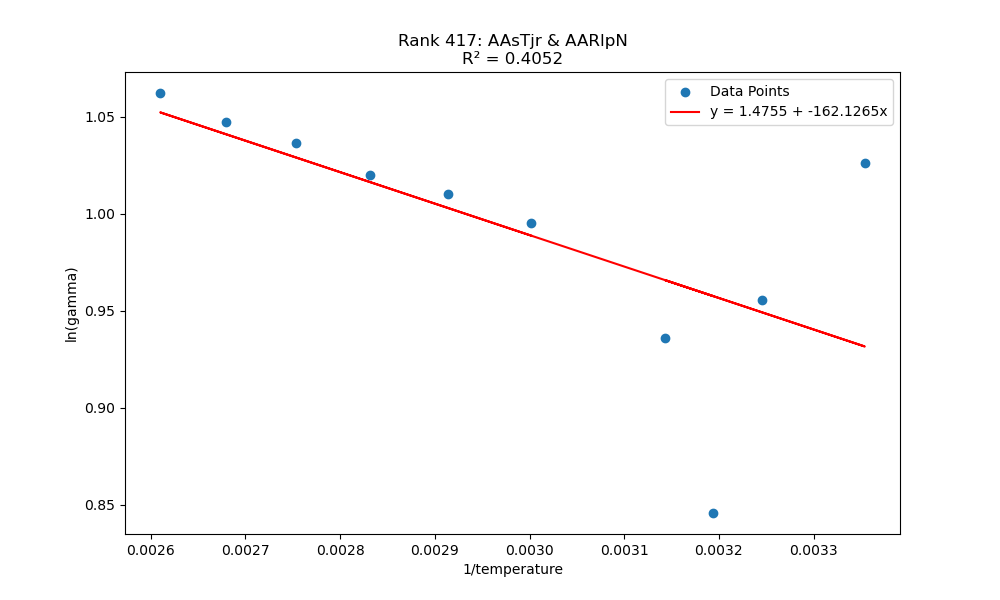 Rank 417: AAsTjr & AARlpN
R² = 0.4052
Data Points
y = 1.4755 + -162.1265x
ln(gamma)
1.05
1.00
0.95
0.90
0.85
0.0026 0.0027 0.0028 0.0029 0.0030 0.0031 0.0032 0.0033
1/temperature